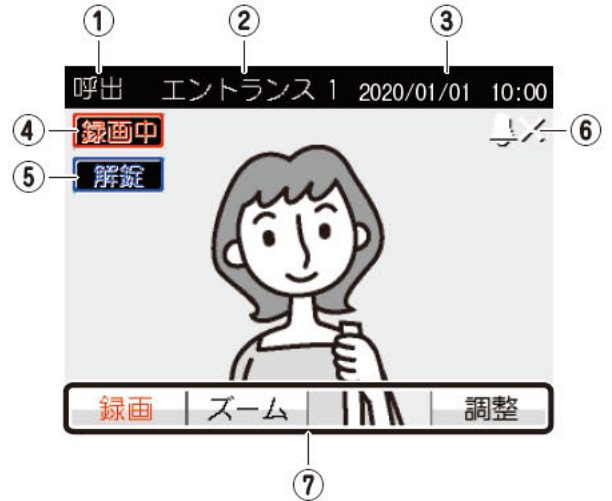 ① ② ③
呼出 エントランス 1 2020/01/01 10:00
④ 録画中 ⑥
⑤ 解錠
録画 ズーム 調整
⑦